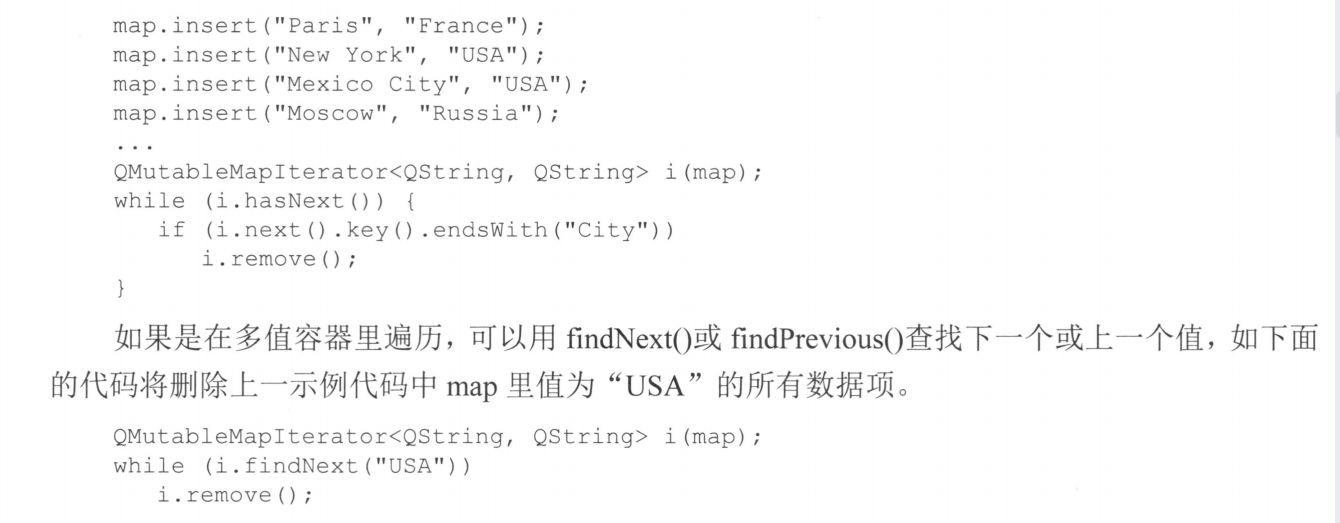 map.insert("Paris", "France");
map.insert("New York", "USA");
map.insert("Mexico City", "USA");
map.insert("Moscow", "Russia");
...
QMutableMapIterator<QString, QString> i(map);
while (i.hasNext()) {
   if (i.next().key().endsWith("City"))
      i.remove();
}
如果是在多值容器里遍历，可以用 findNext()或 findPrevious()查找下一个或上一个值，如下面
的代码将删除上一示例代码中 map 里值为“USA”的所有数据项。
QMutableMapIterator<QString, QString> i(map);
while (i.findNext("USA"))
   i.remove();